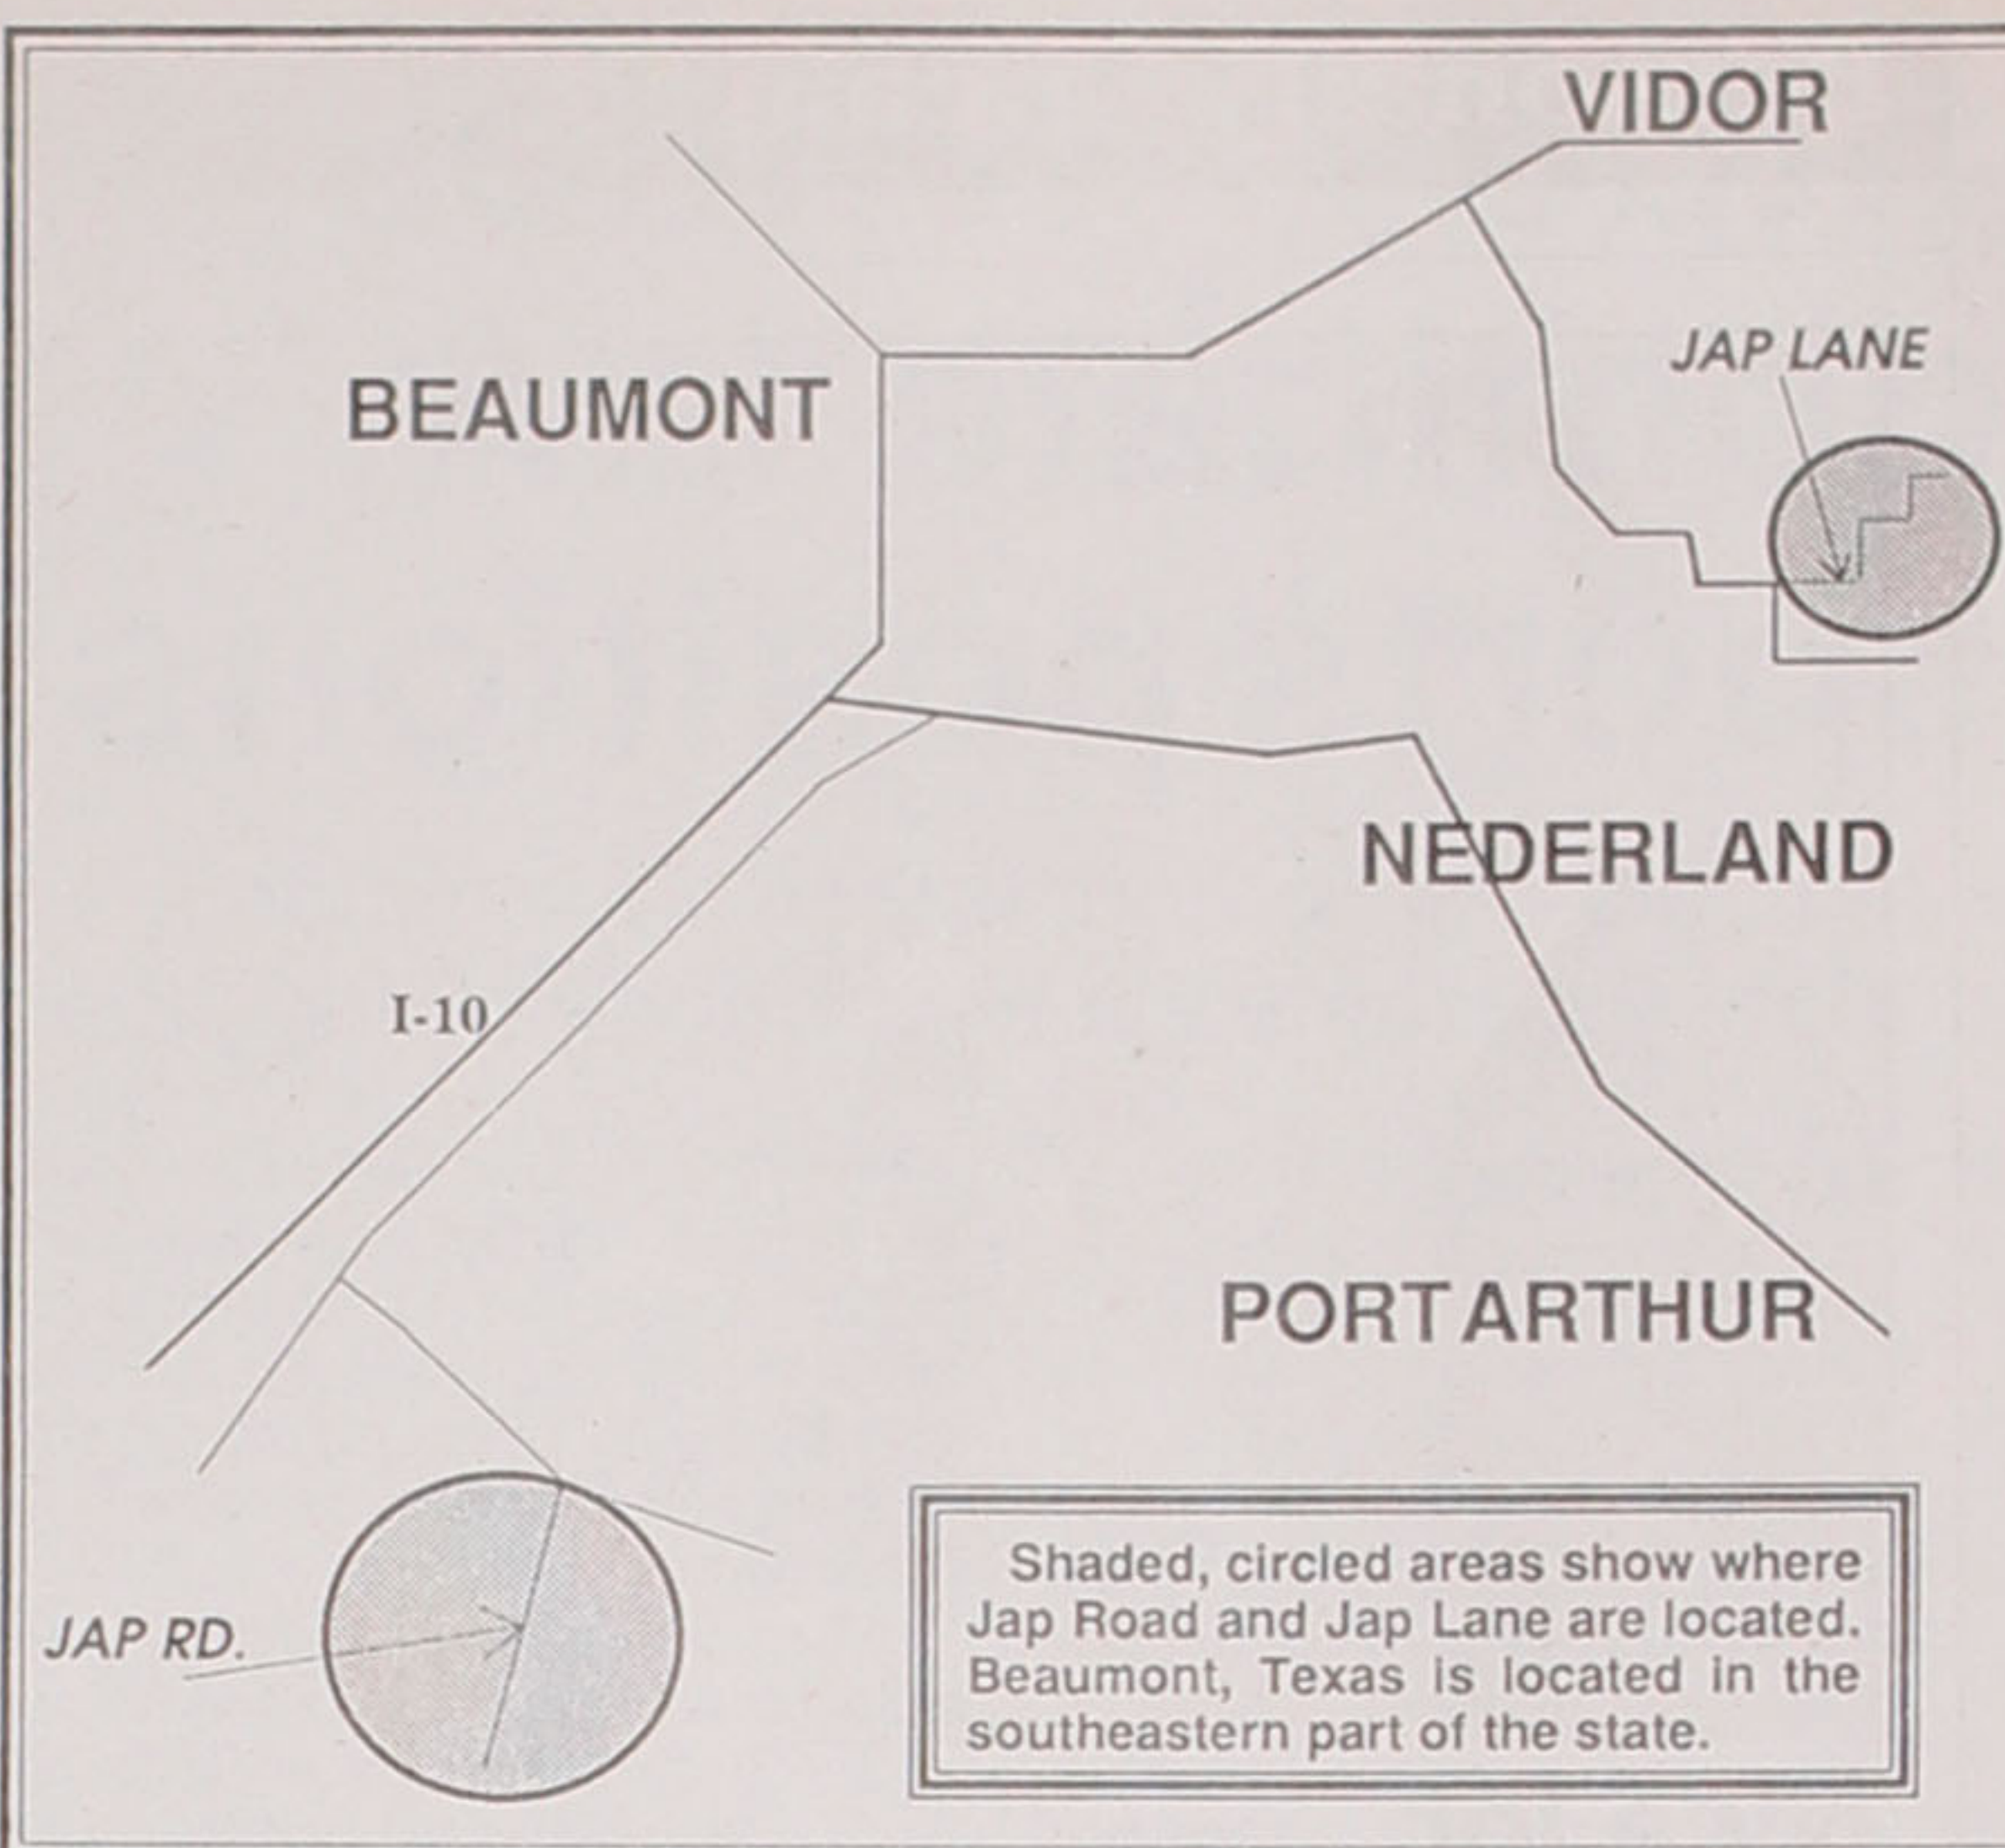 VIDOR
JAP LANE
BEAUMONT
NEDERLAND
I-10
PORT ARTHUR
JAP RD.
Shaded, circled areas show where
Jap Road and Jap Lane are located.
Beaumont, Texas is located in the
southeastern part of the state.